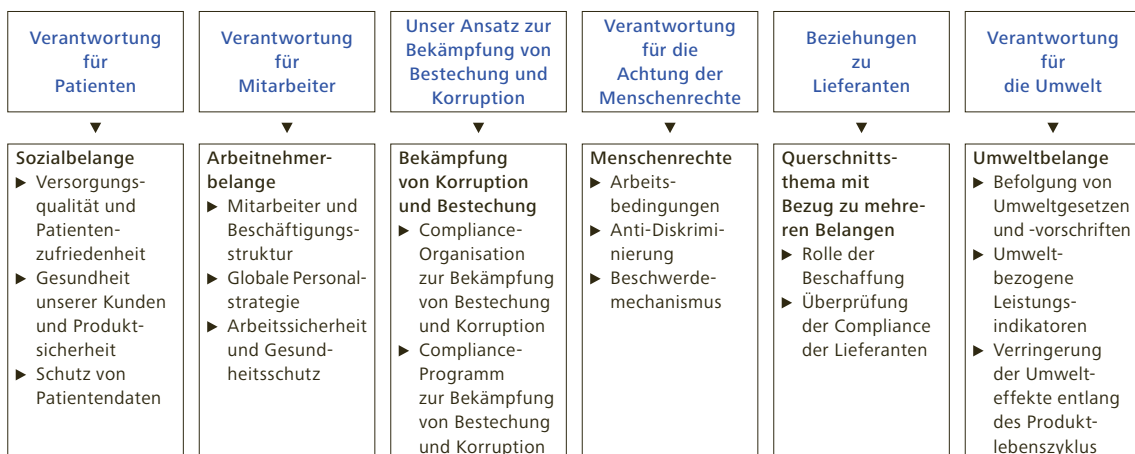 Verantwortung
für
Patienten
Verantwortung
für
Mitarbeiter
Unser Ansatz zur
Bekämpfung von
Bestechung und
Korruption
Verantwortung
für die
Achtung der
Menschenrechte
Beziehungen
zu
Lieferanten
Verantwortung
für
die Umwelt
Sozialbelange
► Versorgungs-
qualität und
Patienten-
zufriedenheit
► Gesundheit
unserer Kunden
und Produkt-
sicherheit
► Schutz von
Patientendaten
Arbeitnehmer-
belange
► Mitarbeiter und
Beschäftigungs-
struktur
► Globale Personal-
strategie
► Arbeitssicherheit
und Gesund-
heitsschutz
Bekämpfung
von Korruption
und Bestechung
► Compliance-
Organisation
zur Bekämpfung
von Bestechung
und Korruption
► Compliance-
Programm
zur Bekämpfung
von Bestechung
und Korruption
Menschenrechte
► Arbeits-
bedingungen
► Anti-Diskrimi-
nierung
► Beschwerde-
mechanismus
Querschnitts-
thema mit
Bezug zu mehre-
ren Belangen
► Rolle der
Beschaffung
► Überprüfung
der Compliance
der Lieferanten
Umweltbelange
► Befolgung von
Umweltgesetzen
und -vorschriften
► Umwelt-
bezogene
Leistungs-
indikatoren
► Verringerung
der Umwelt-
effekte entlang
des Produkt-
lebenszyklus